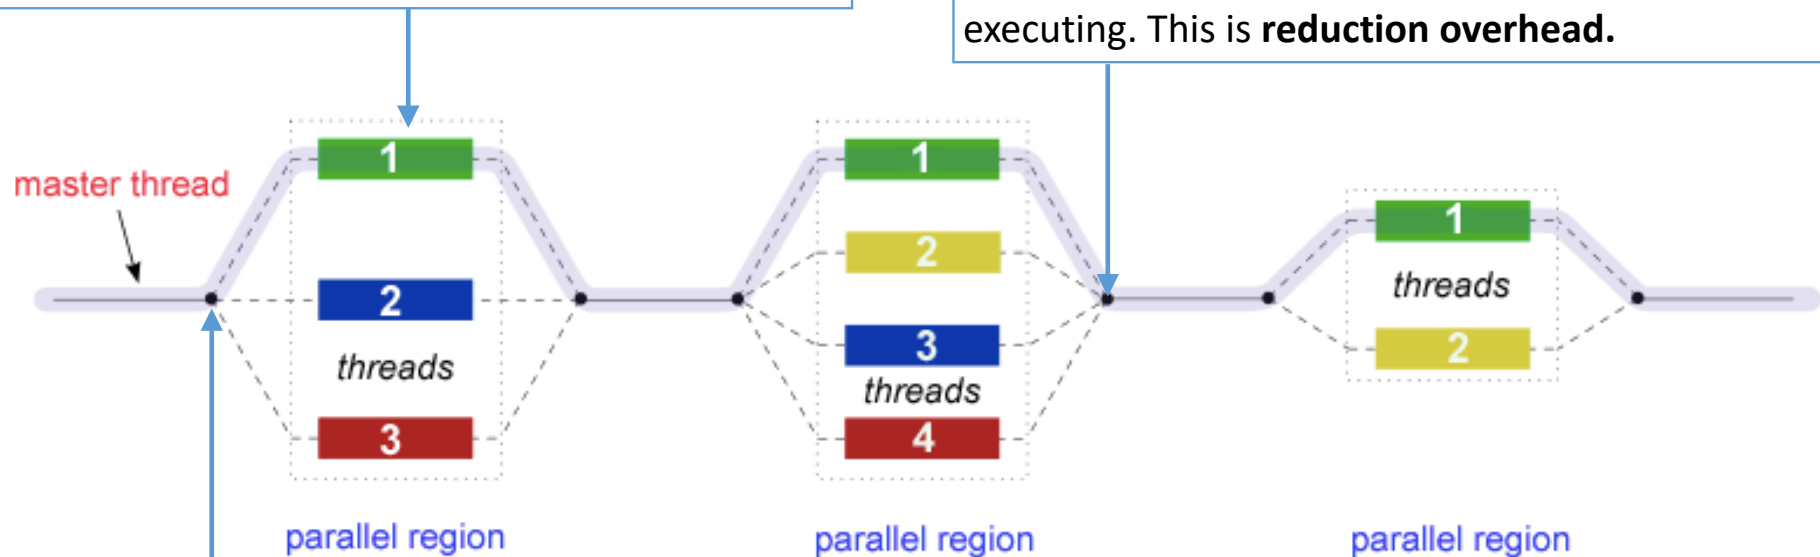 executing. This is reduction overhead.
master thread
1
2
threads
3
parallel region
1
2
3
threads
4
parallel region
1
threads
2
parallel region